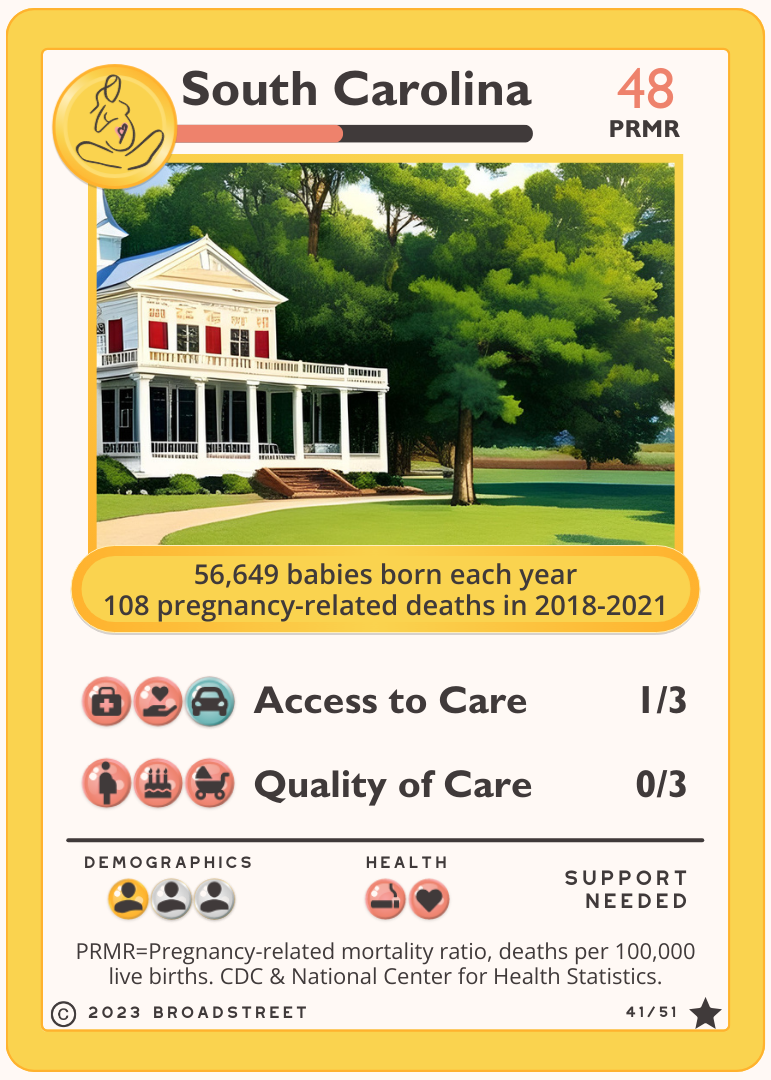 South Carolina
48
PRMR
56,649 babies born each year
108 pregnancy-related deaths in 2018-2021
Access to Care 1/3
Quality of Care 0/3
DEMOGRAPHICS
HEALTH
SUPPORT
NEEDED
PRMR=Pregnancy-related mortality ratio, deaths per 100,000
live births. CDC & National Center for Health Statistics.
© 2023 BROADSTREET
41/51